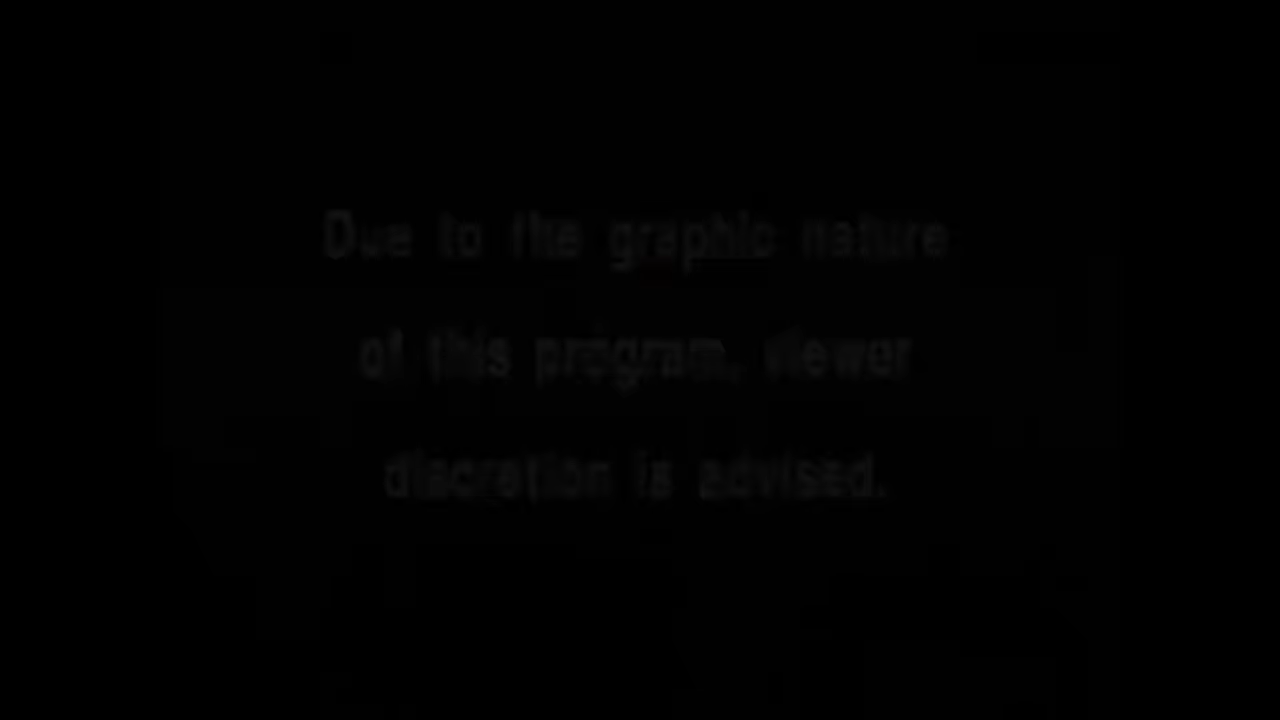 Due to the graphic nature
of this program, viewer
discretion is advised.